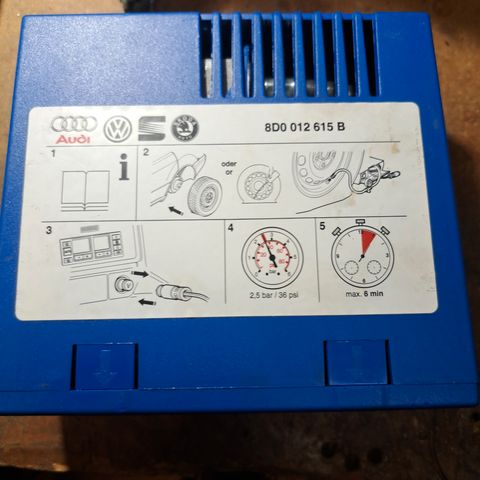 Audi
8D0 012 615 B
1
i
2
oder
or
3
4
2,5 bar / 36 psi
5
max. 6 min